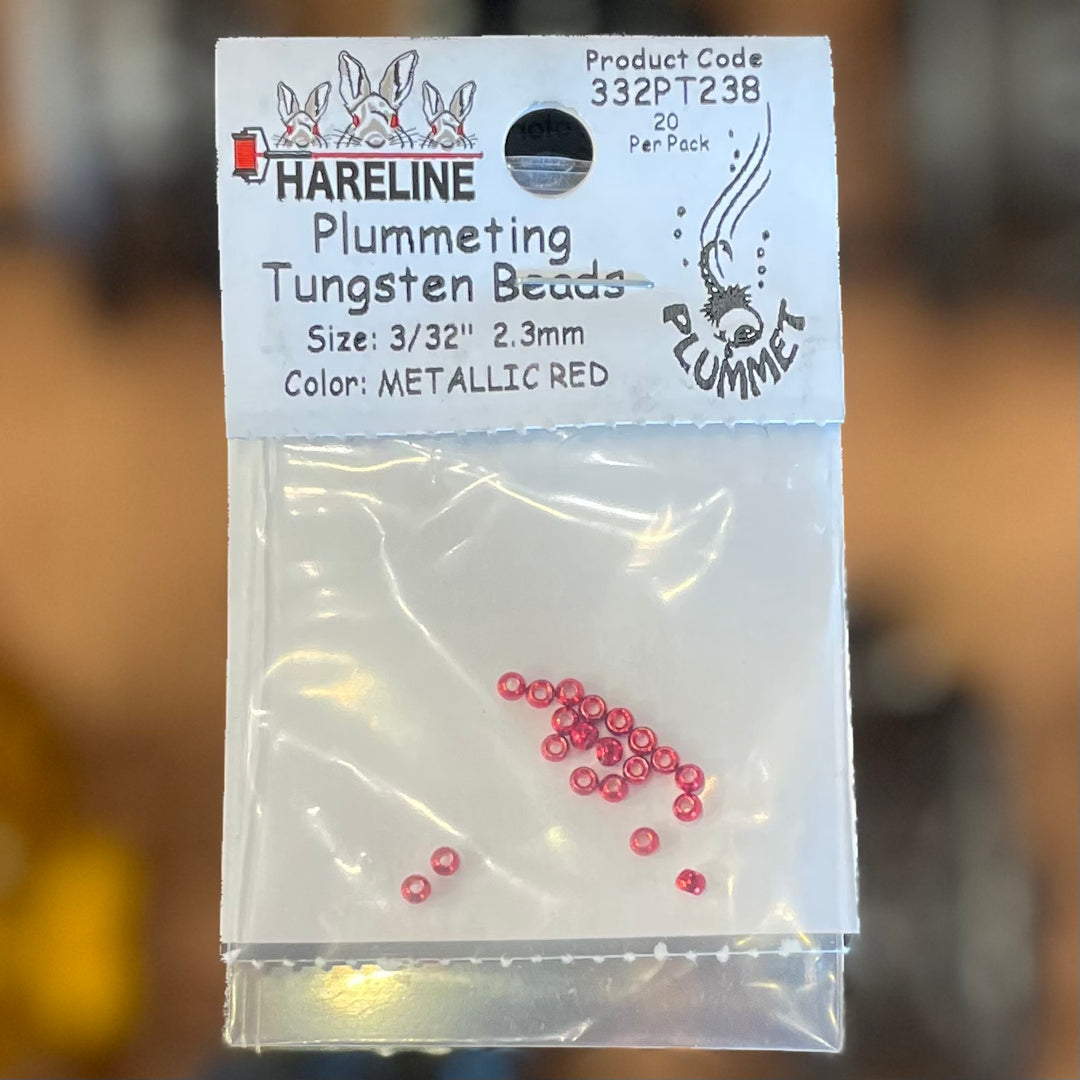 HARELINE
Product Code
332PT238
20
Per Pack
Plummeting
Tungsten Beads
Size: 3/32" 2.3mm
Color: METALLIC RED
PLUMMET